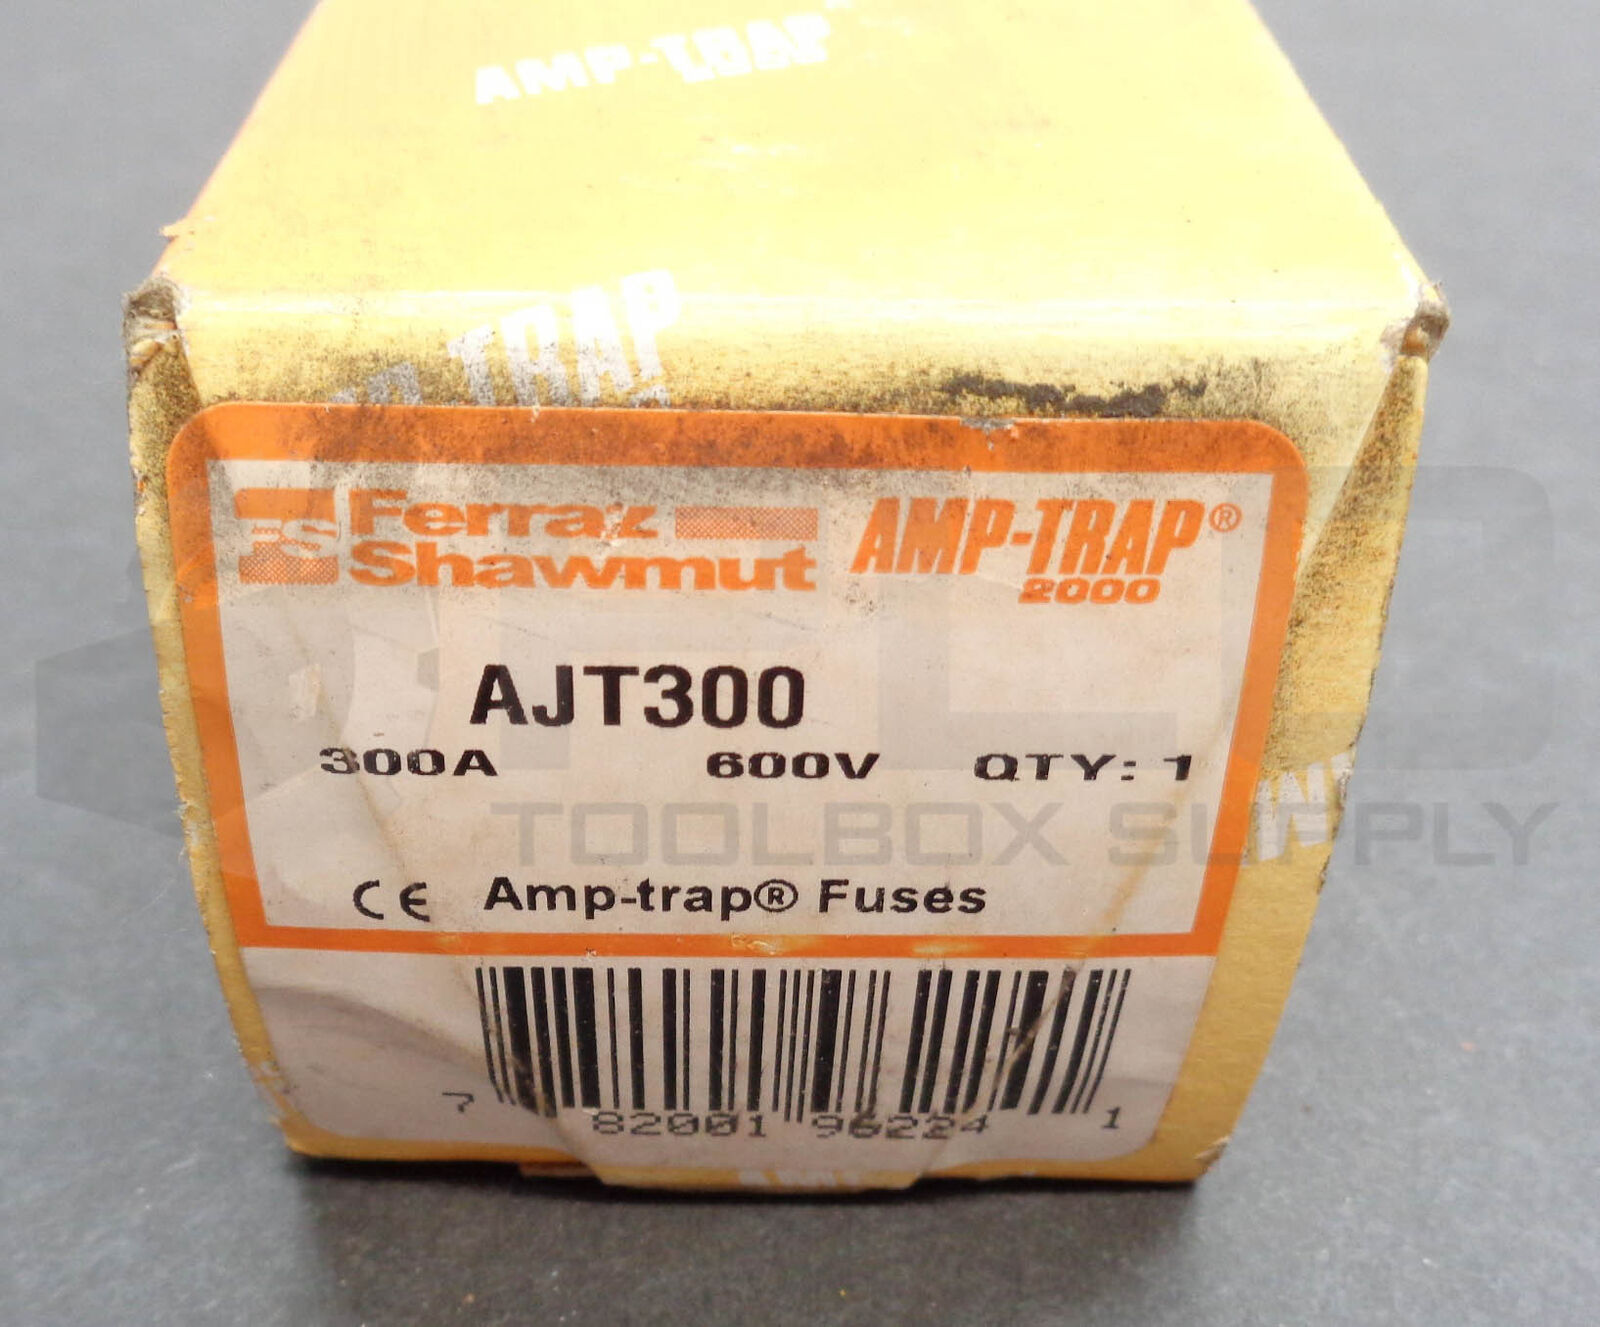 AMP-TRAP
TRAP
FS Ferraz Shawmut
AMP-TRAP®
2000
AJT300
300A 600V QTY: 1
TOOLBOX SUPPLY
CE Amp-trap® Fuses
7 82001 96224 1